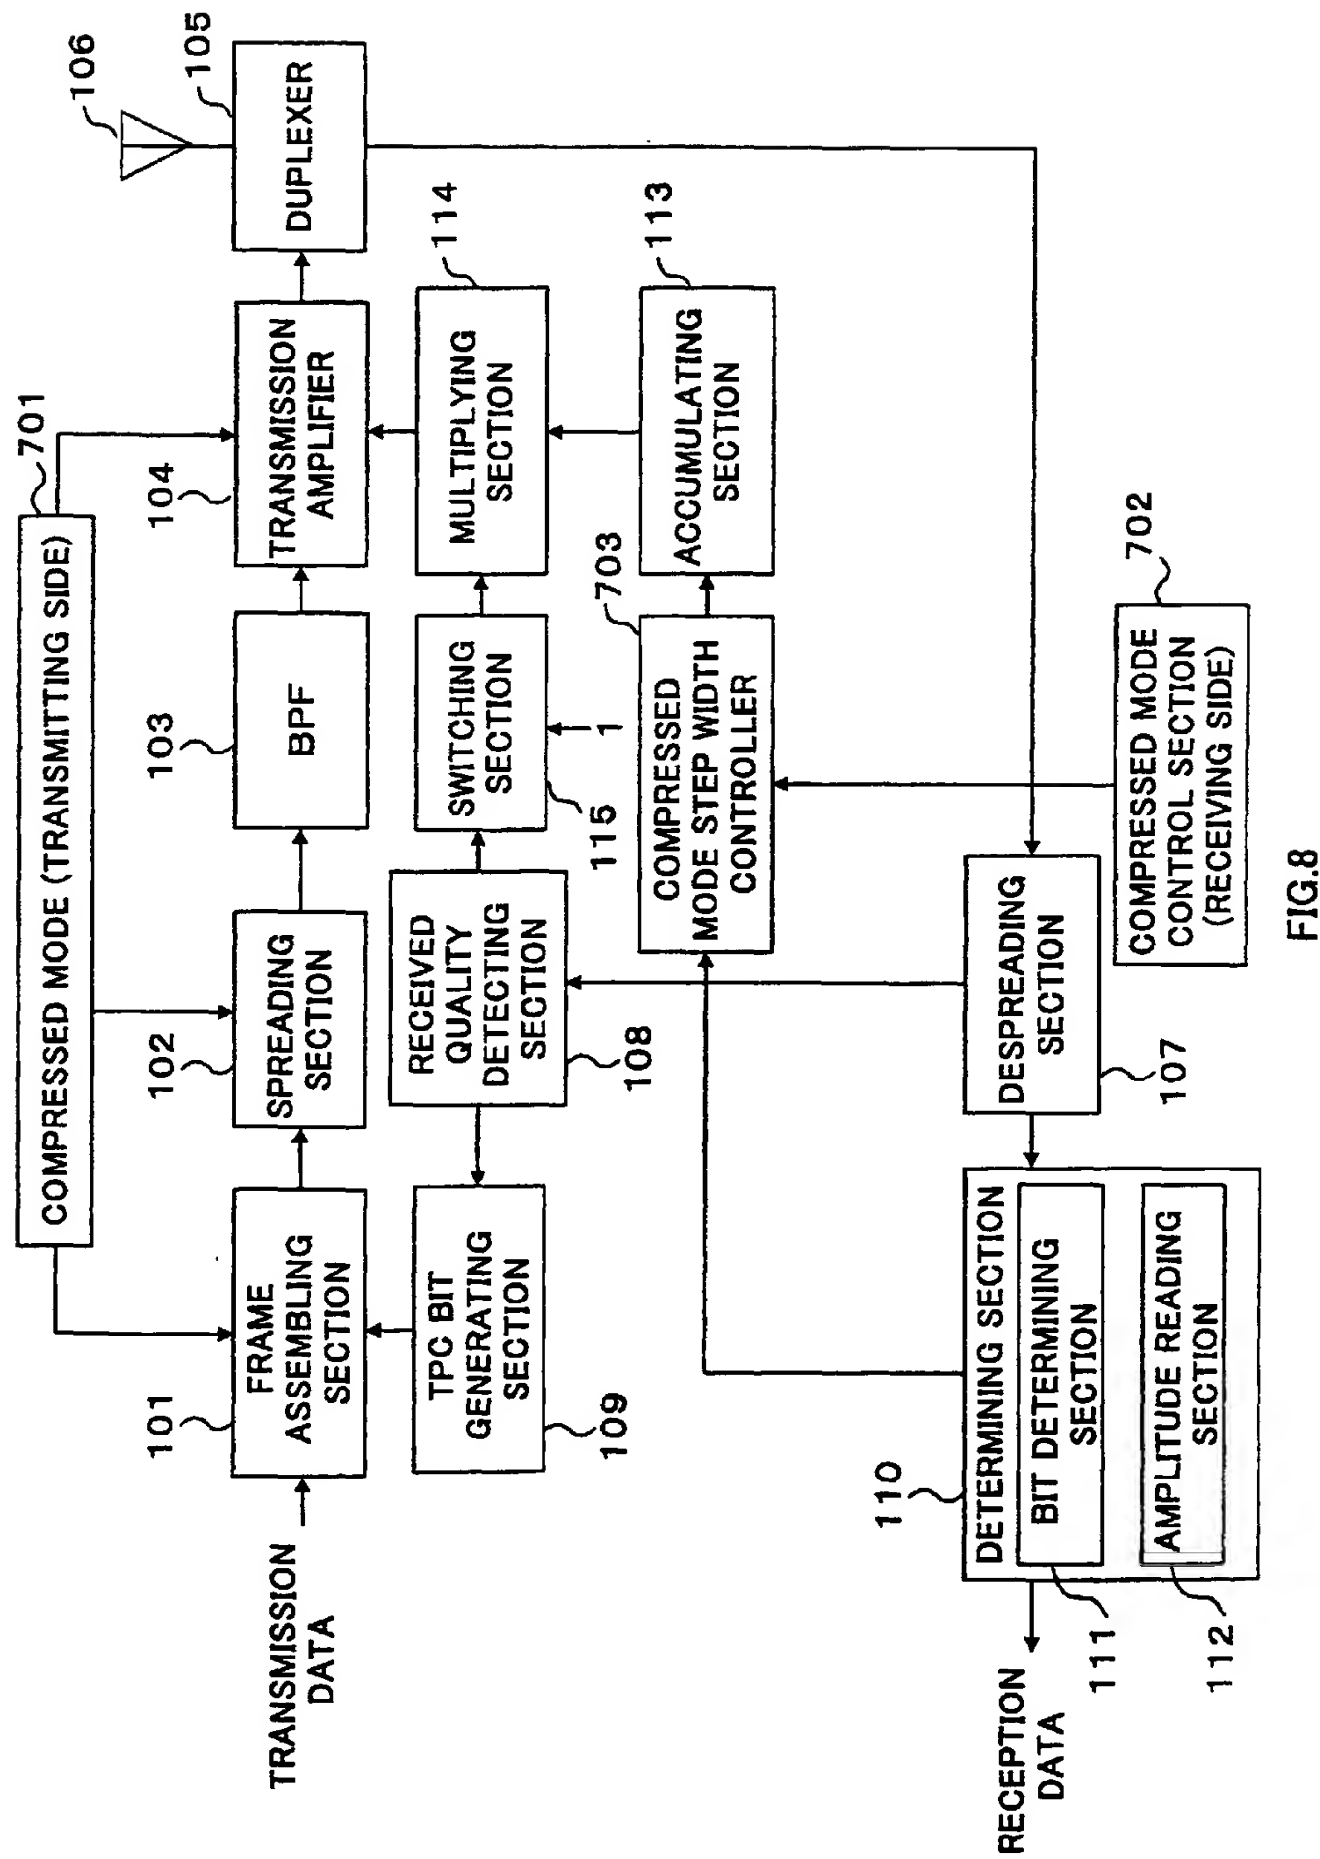 COMPRESSED MODE (TRANSMITTING SIDE)
701
TRANSMISSION
DATA
101
FRAME
ASSEMBLING
SECTION
102
SPREADING
SECTION
103
BPF
104
TRANSMISSION
AMPLIFIER
105
DUPLEXER
106
109
TPC BIT
GENERATING
SECTION
108
RECEIVED
QUALITY
DETECTING
SECTION
115
SWITCHING
SECTION
1
114
MULTIPLYING
SECTION
703
COMPRESSED
MODE STEP WIDTH
CONTROLLER
113
ACCUMULATING
SECTION
RECEPTION
DATA
110
DETERMINING SECTION
111
BIT DETERMINING
SECTION
112
AMPLITUDE READING
SECTION
107
DESPREADING
SECTION
702
COMPRESSED MODE
CONTROL SECTION
(RECEIVING SIDE)
FIG.8